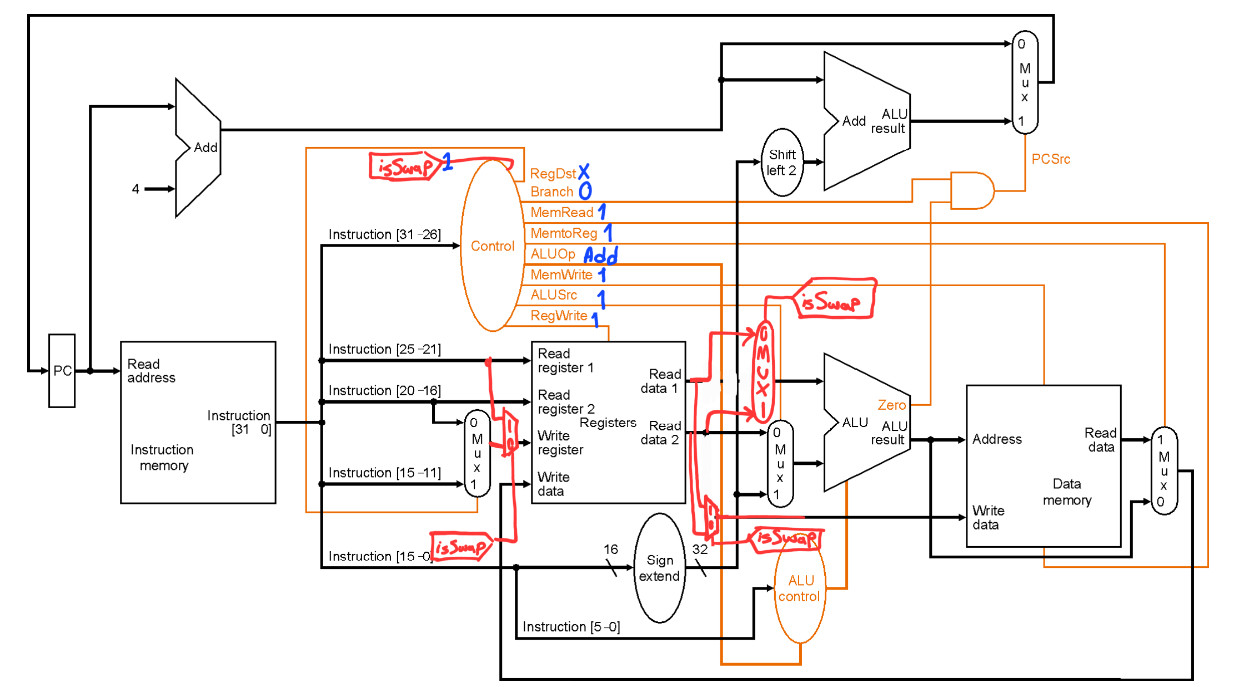 0
M
u
x
1
Add
ALU
result
Add
4
Shift
left 2
PCSrc
isSwap 1
RegDst X
Branch 0
MemRead 1
MemtoReg 1
ALUOp Add
MemWrite 1
ALUSrc 1
RegWrite 1
Control
Instruction [31–26]
isSwap
PC
Read
address
Instruction
[31 0]
Instruction
memory
Instruction [25–21]
Instruction [20–16]
Instruction [15–11]
Instruction [15–0]
0
M
u
x
1
1
0
isSwap
Read
register 1
Read
register 2
Write
register
Write
data
Registers
Read
data 1
Read
data 2
0
M
U
X
1
0
M
u
x
1
1
0
isSwap
Zero
ALU
ALU
result
Address
Write
data
Read
data
Data
memory
1
M
u
x
0
16
Sign
extend
32
ALU
control
Instruction [5–0]